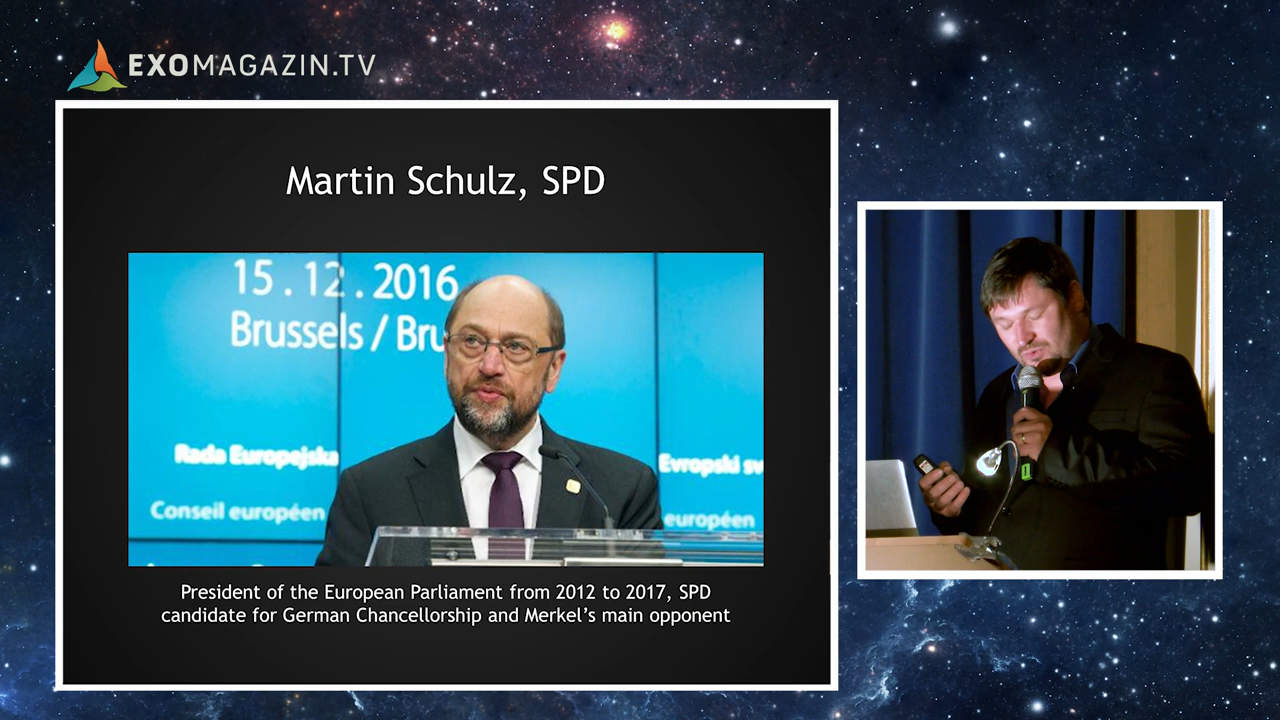 EXOMAGAZIN.TV
Martin Schulz, SPD
15.12.2016
Brussels / Bru
Rada Europejska
Evropski sv
Conseil européen
européen
President of the European Parliament from 2012 to 2017, SPD
candidate for German Chancellorship and Merkel's main opponent